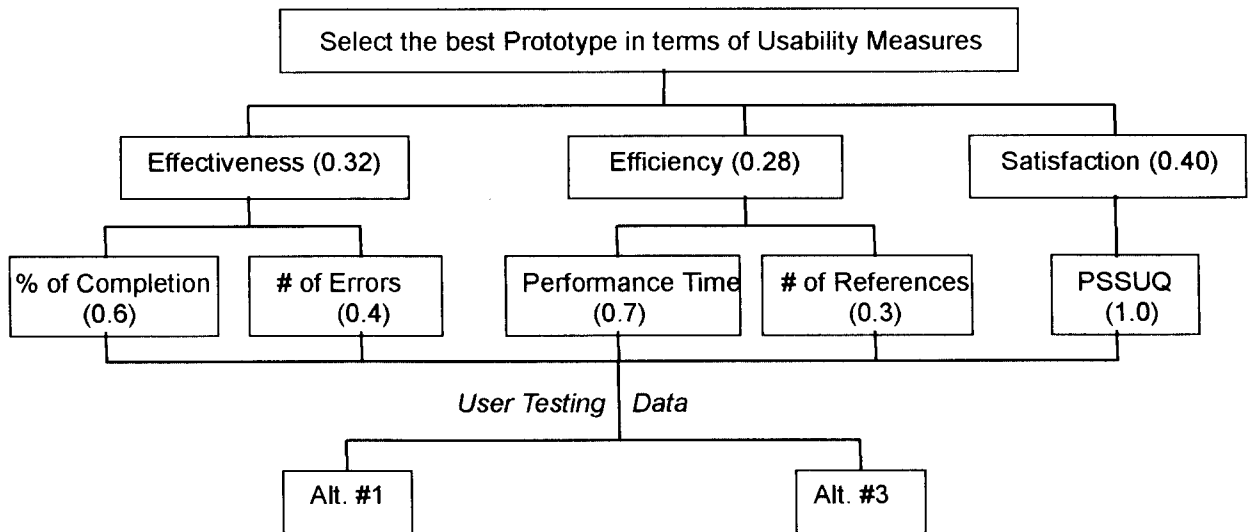 Select the best Prototype in terms of Usability Measures
Effectiveness (0.32)
Efficiency (0.28)
Satisfaction (0.40)
% of Completion
(0.6)
# of Errors
(0.4)
Performance Time
(0.7)
# of References
(0.3)
PSSUQ
(1.0)
User Testing Data
Alt. #1
Alt. #3